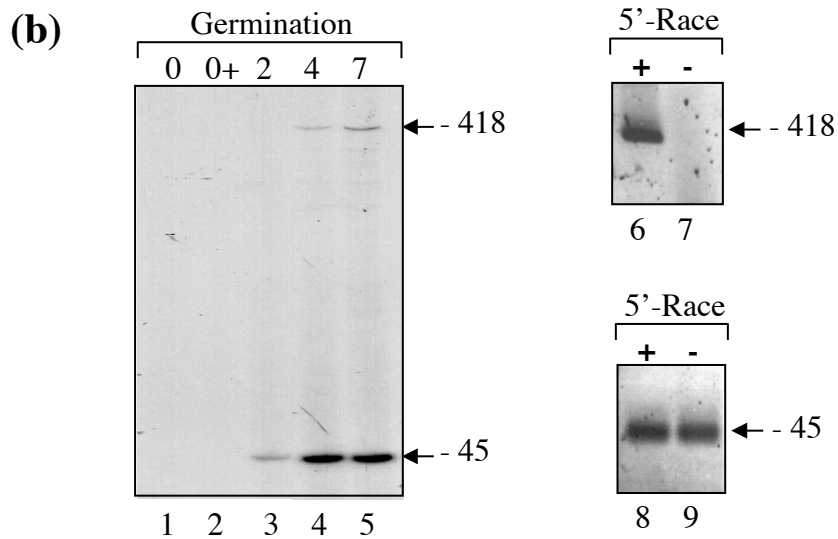 (b)
Germination
0 0+ 2 4 7
- 418
- 45
1 2 3 4 5
5’-Race
+ -
- 418
6 7
5’-Race
+ -
- 45
8 9